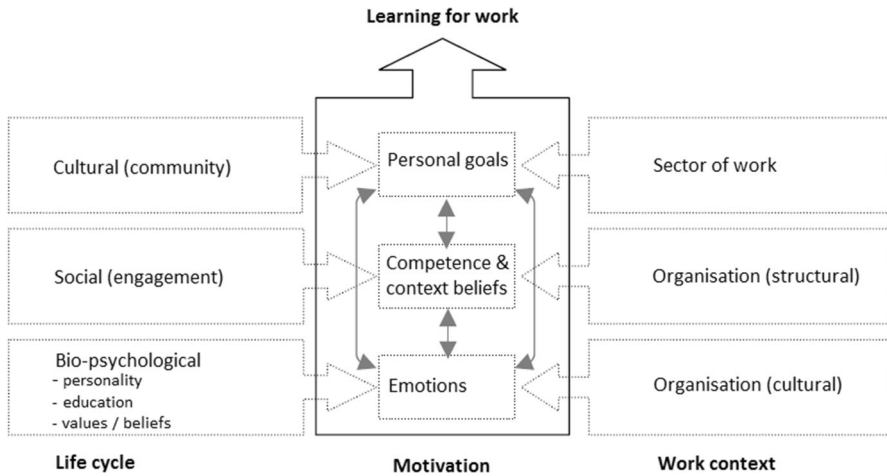 Learning for work
Cultural (community)
Personal goals
Sector of work
Social (engagement)
Competence &
context beliefs
Organisation (structural)
Bio-psychological
- personality
- education
- values / beliefs
Emotions
Organisation (cultural)
Life cycle
Motivation
Work context